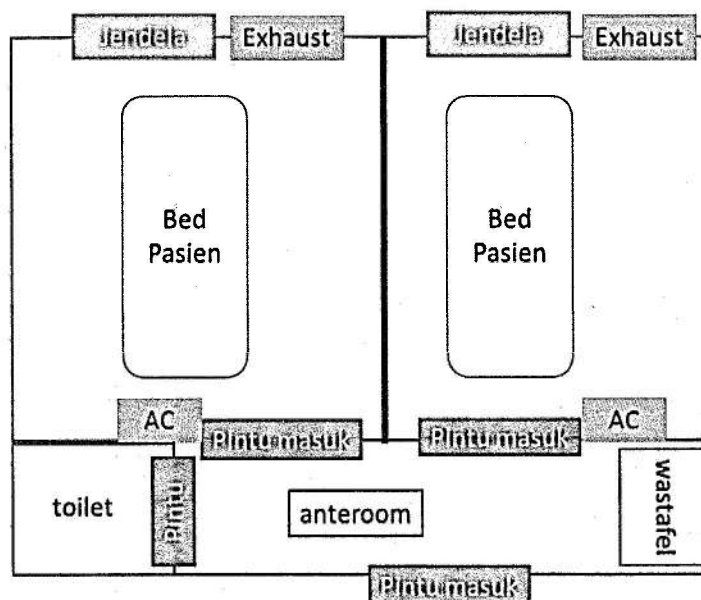 Jendela
Exhaust
Jendela
Exhaust
Bed
Pasien
Bed
Pasien
AC
Pintu masuk
Pintu masuk
AC
toilet
Pintu
anteroom
wastafel
Pintu masuk